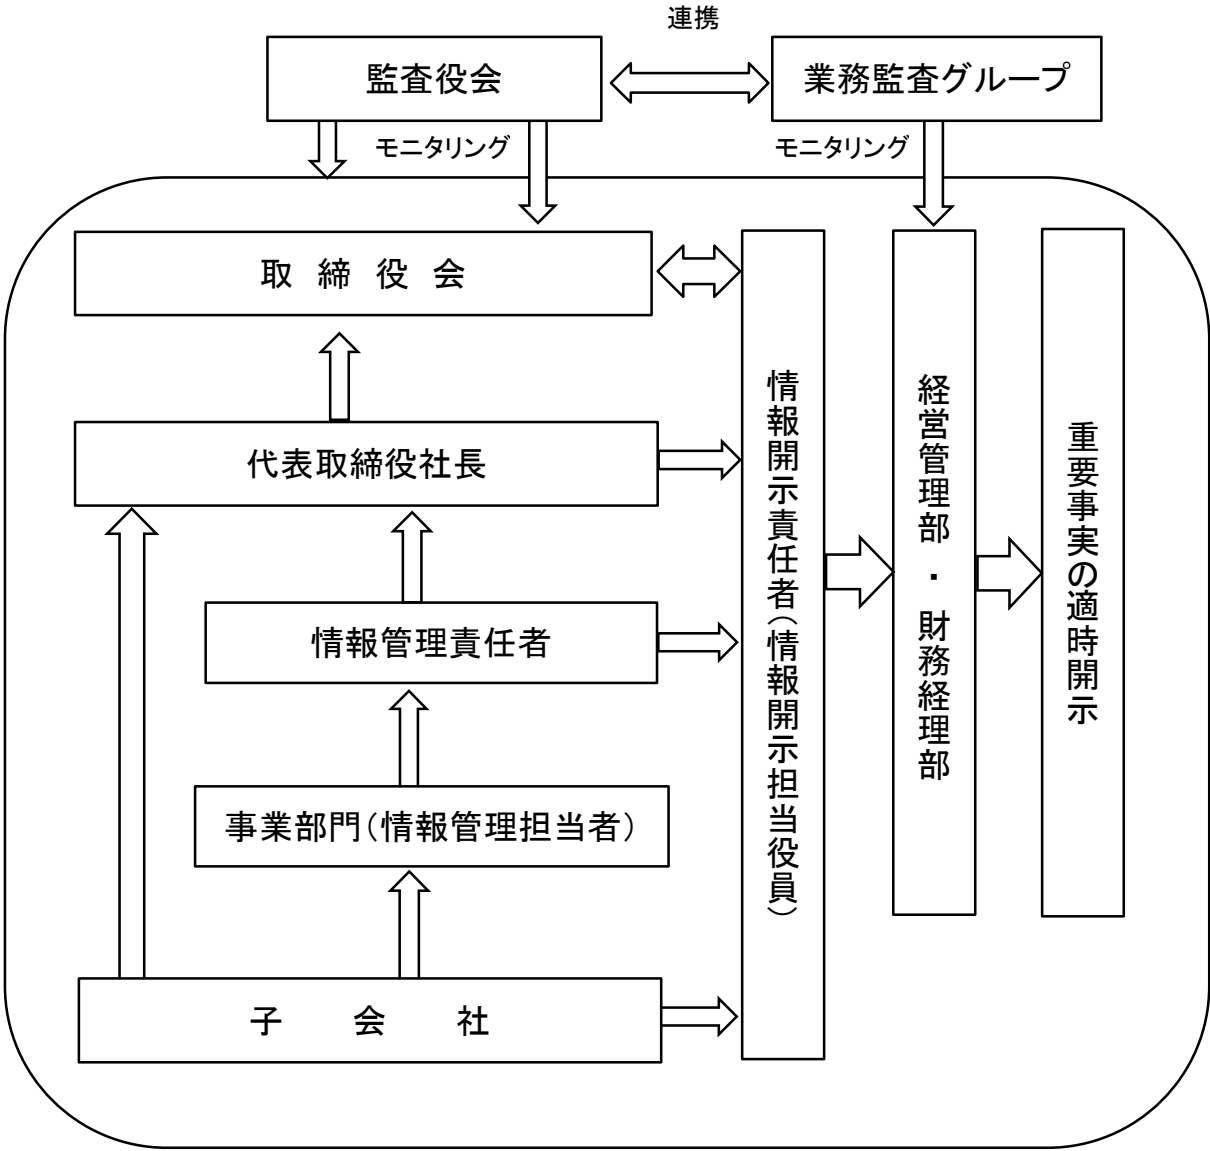 連携
監査役会
業務監査グループ
モニタリング
モニタリング
取 締 役 会
代表取締役社長
情報管理責任者
事業部門(情報管理担当者)
子 会 社
情報開示責任者(情報開示担当役員)
経営管理部・財務経理部
重要事実の適時開示